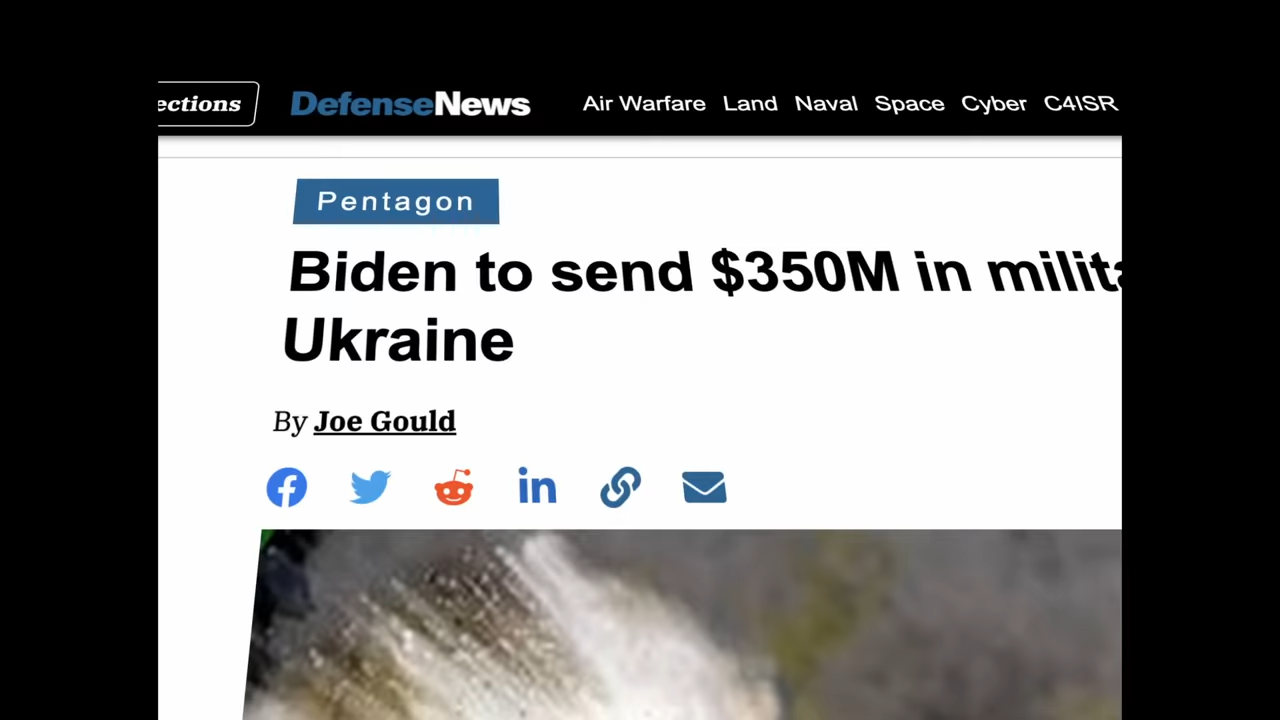 ections DefenseNews Air Warfare Land Naval Space Cyber C4ISR
Pentagon
Biden to send $350M in milita
Ukraine
By Joe Gould